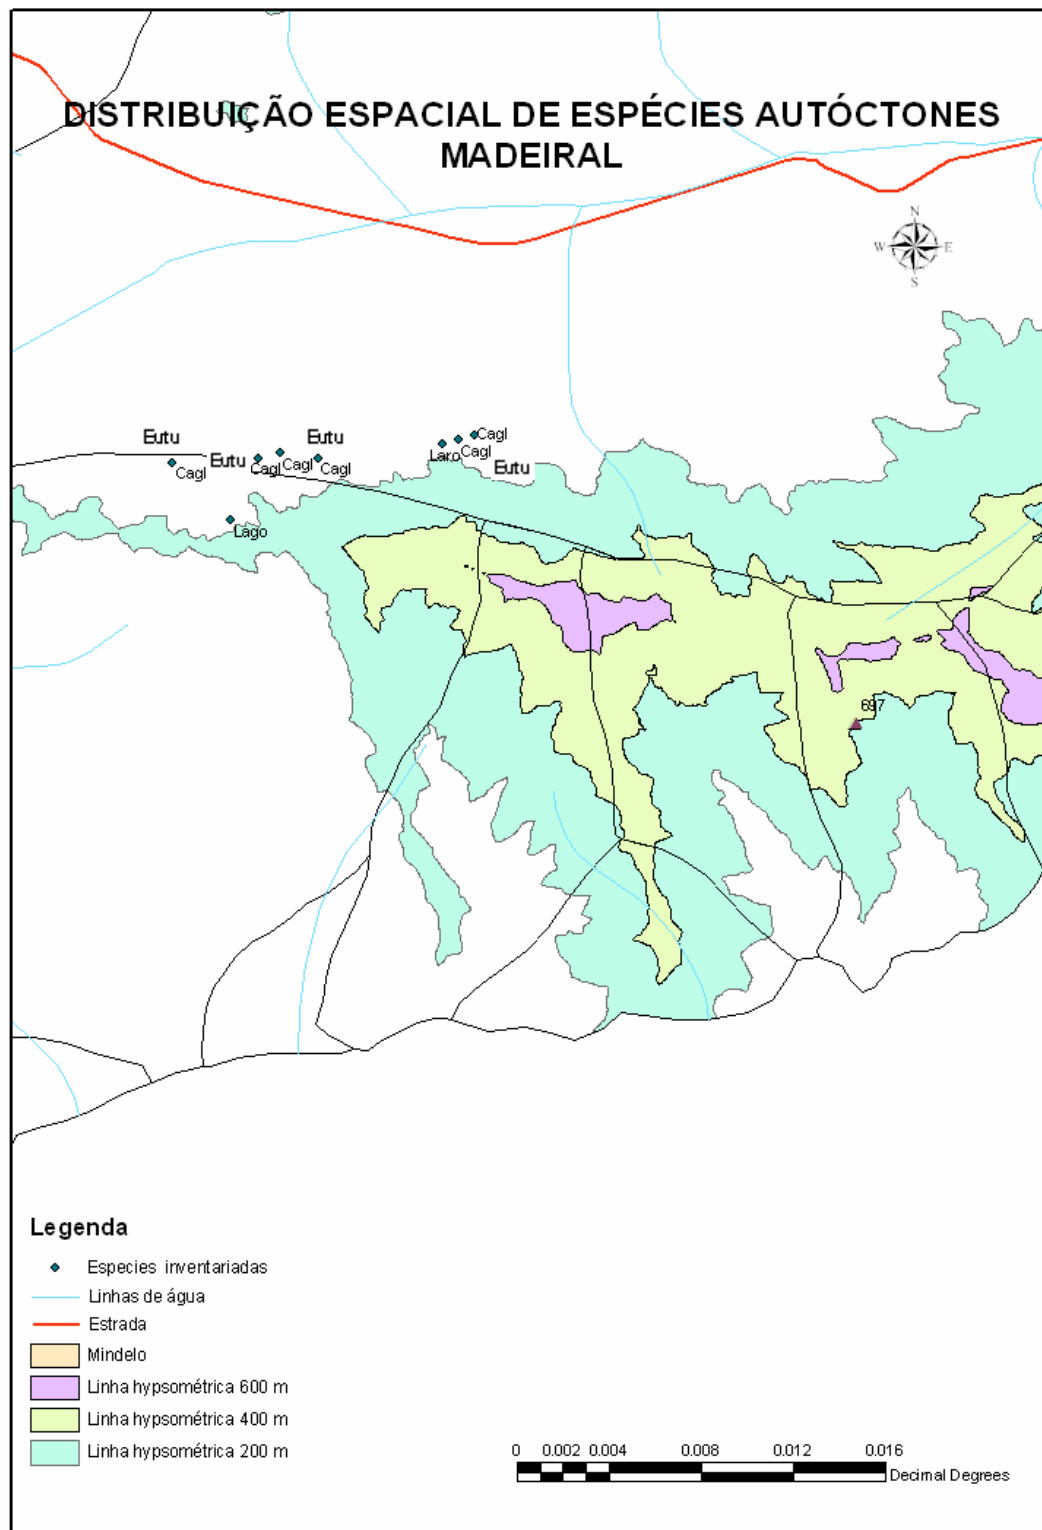 DISTRIBUIÇÃO ESPACIAL DE ESPÉCIES AUTÓCTONES
MADEIRAL
N
W E
S
Eutu Eutu Cagl
Laro Cagl
Eutu Cagl Cagl Cagl Cagl Eutu
Lago
697
Legenda
Especies inventariadas
Linhas de água
Estrada
Mindelo
Linha hypsométrica 600 m
Linha hypsométrica 400 m
Linha hypsométrica 200 m
0 0.002 0.004 0.008 0.012 0.016
Decimal Degrees